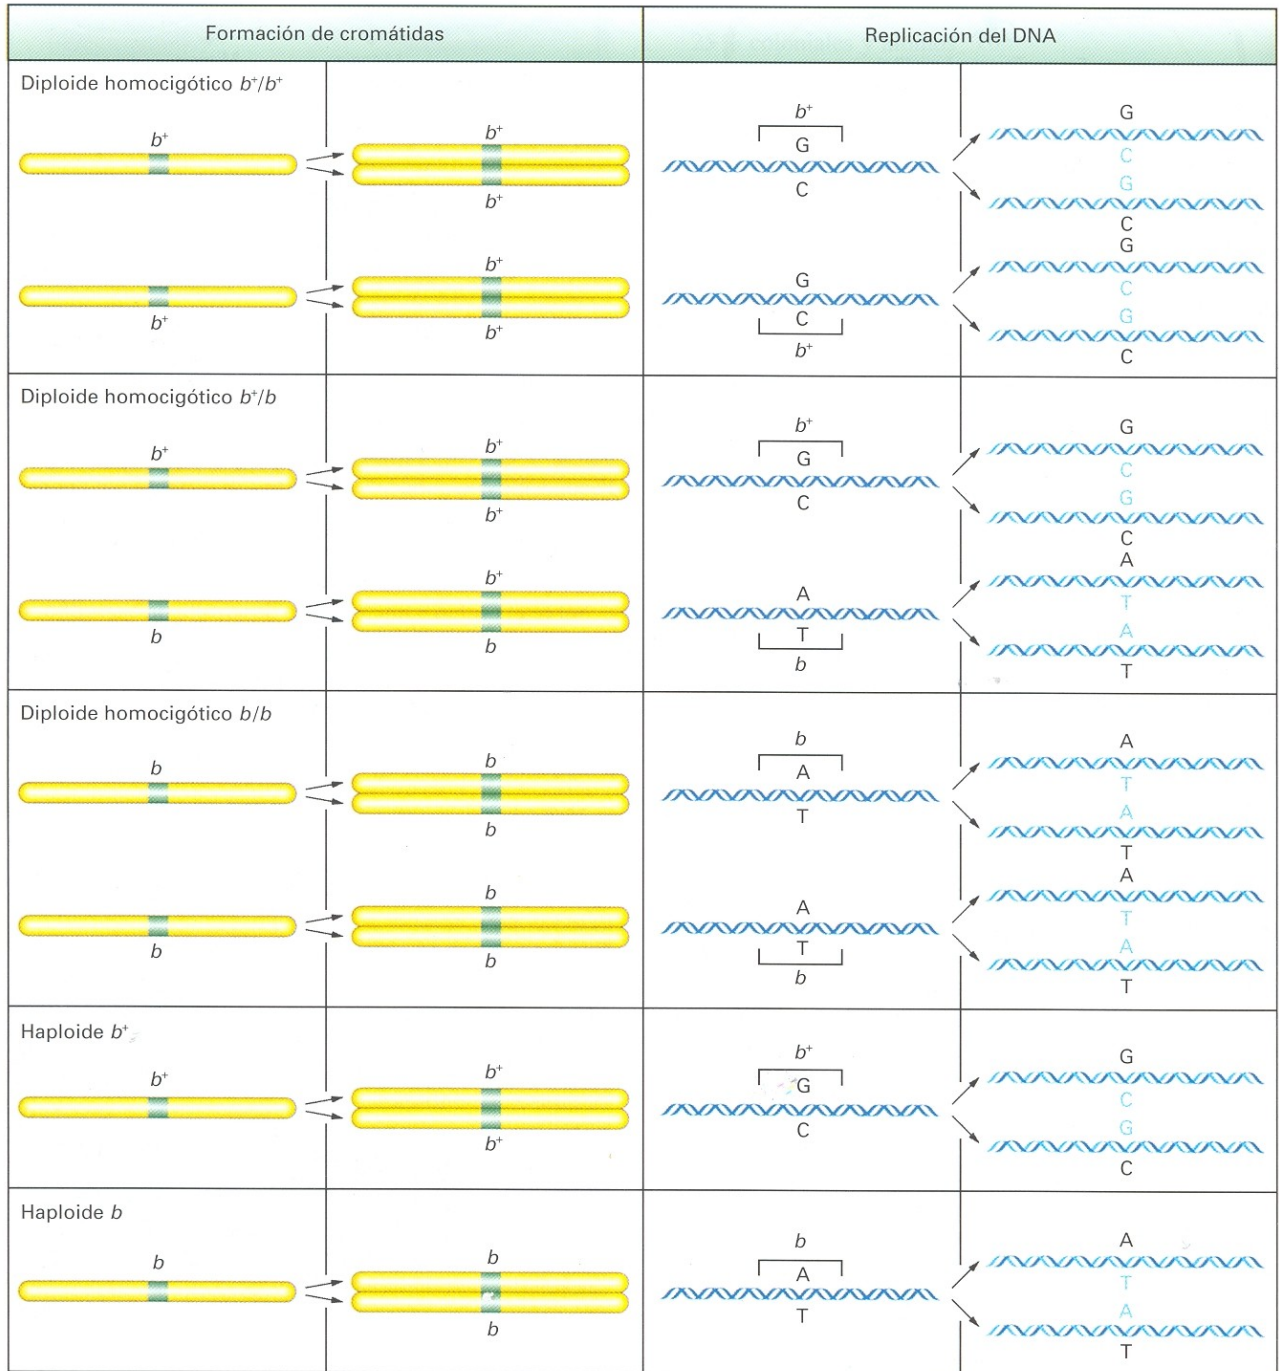 Formación de cromátidas
Replicación del DNA
Diploide homocigótico b⁺/b⁺
b⁺
b⁺
b⁺
b⁺
b⁺
b⁺
b⁺
G
C
G
C
G
C
G
C
b⁺
G
C
G
C
Diploide homocigótico b⁺/b
b⁺
b⁺
b⁺
b
b⁺
b
b⁺
G
C
G
C
G
C
A
T
b
A
T
A
T
Diploide homocigótico b/b
b
b
b
b
b
b
b
A
T
A
T
A
T
A
T
b
A
T
A
T
Haploide b⁺
b⁺
b⁺
b⁺
b⁺
G
C
G
C
G
C
Haploide b
b
b
b
b
A
T
A
T
A
T